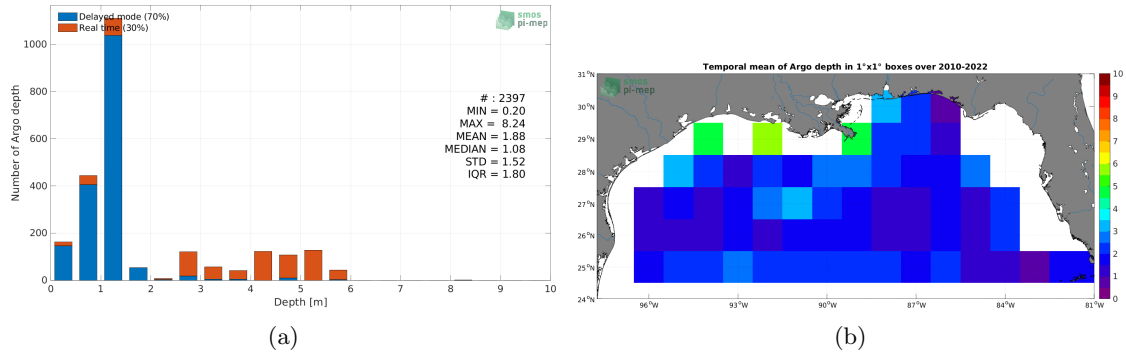 Delayed mode (70%)
Real time (30%)
smos
pi-mep
Number of Argo depth
1000
800
600
400
200
0
# : 2397
MIN = 0.20
MAX = 8.24
MEAN = 1.88
MEDIAN = 1.08
STD = 1.52
IQR = 1.80
0 1 2 3 4 5 6 7 8 9 10
Depth [m]
(a)
Temporal mean of Argo depth in 1°x1° boxes over 2010-2022
smos
pi-mep
31°N
30°N
29°N
28°N
27°N
26°N
25°N
24°N
96°W 93°W 90°W 87°W 84°W 81°W
10
9
8
7
6
5
4
3
2
1
0
(b)